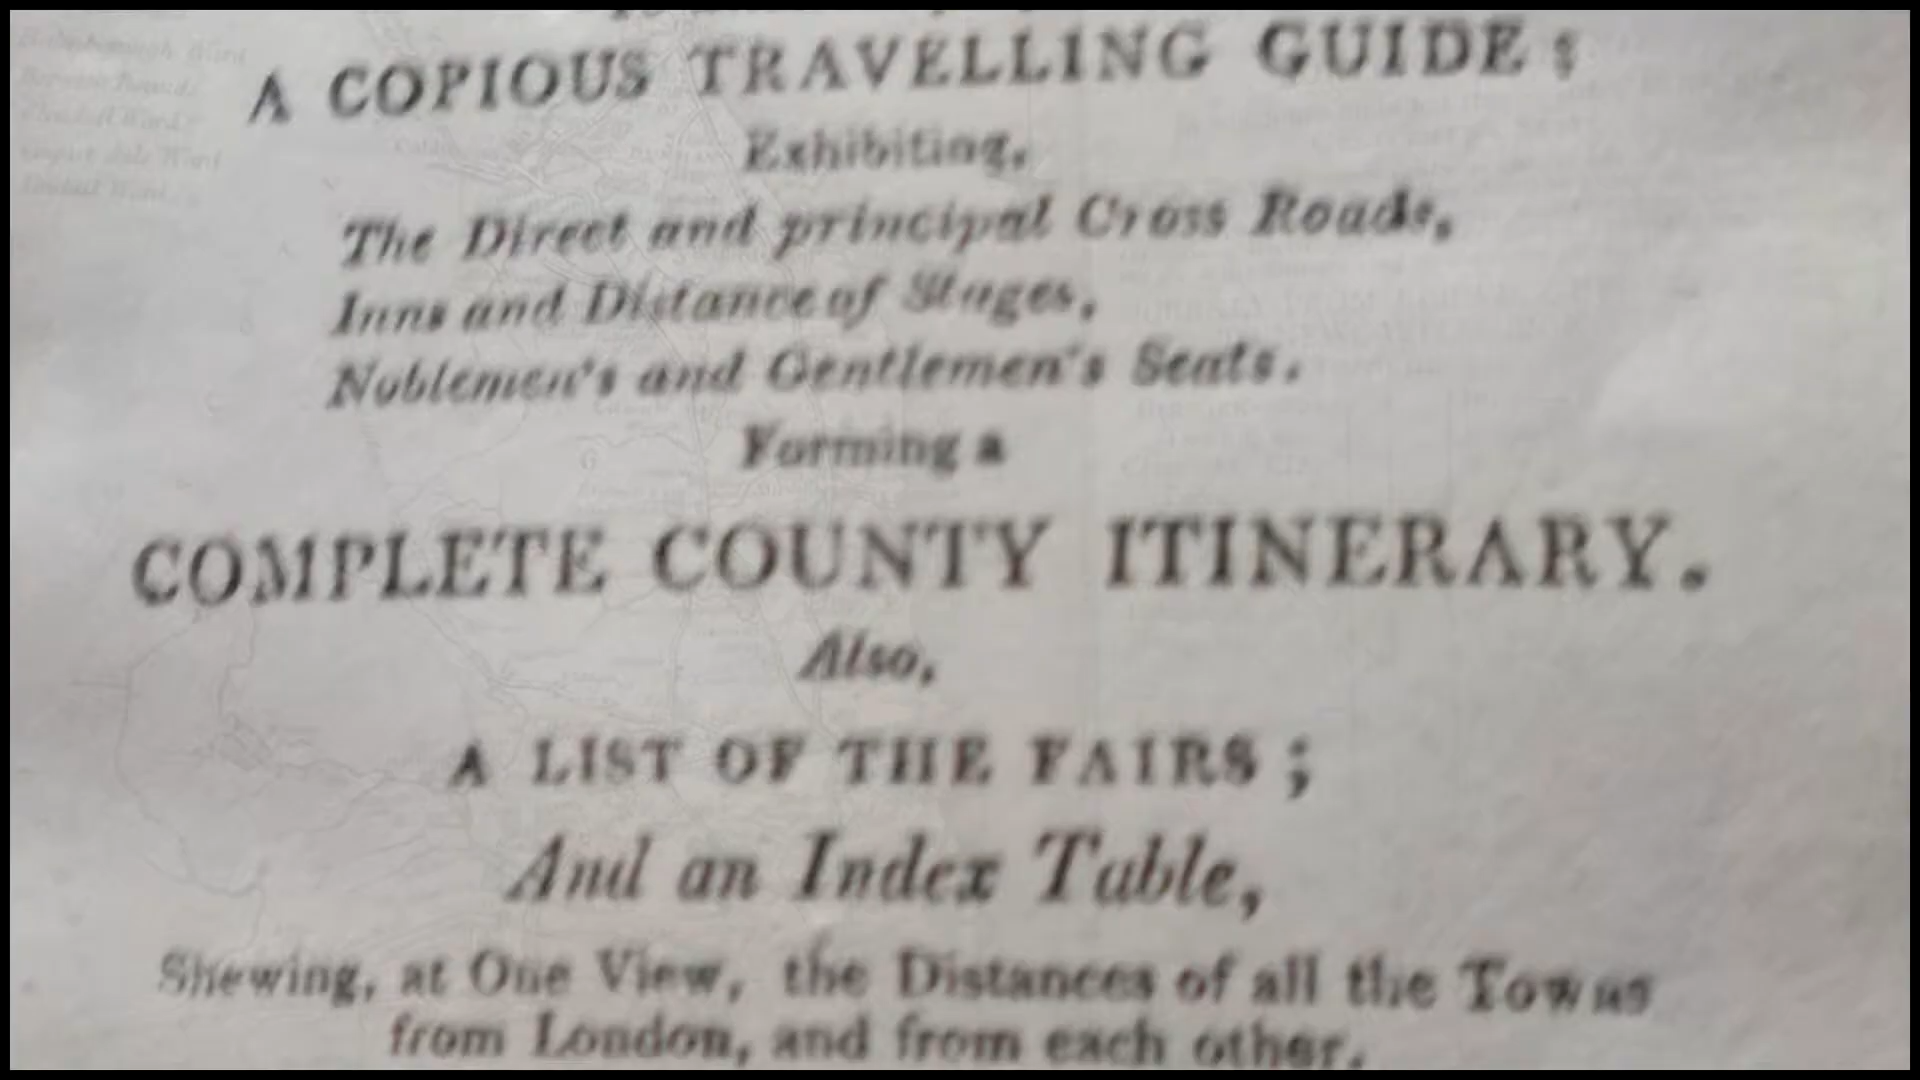 A COPIOUS TRAVELLING GUIDE;
Exhibiting,
The Direct and principal Cross Roads,
Inns and Distance of Stages,
Noblemen's and Gentlemen's Seats.
Forming a
COMPLETE COUNTY ITINERARY.
Also,
A LIST OF THE FAIRS;
And an Index Table,
Shewing, at One View, the Distances of all the Towns
from London, and from each other.